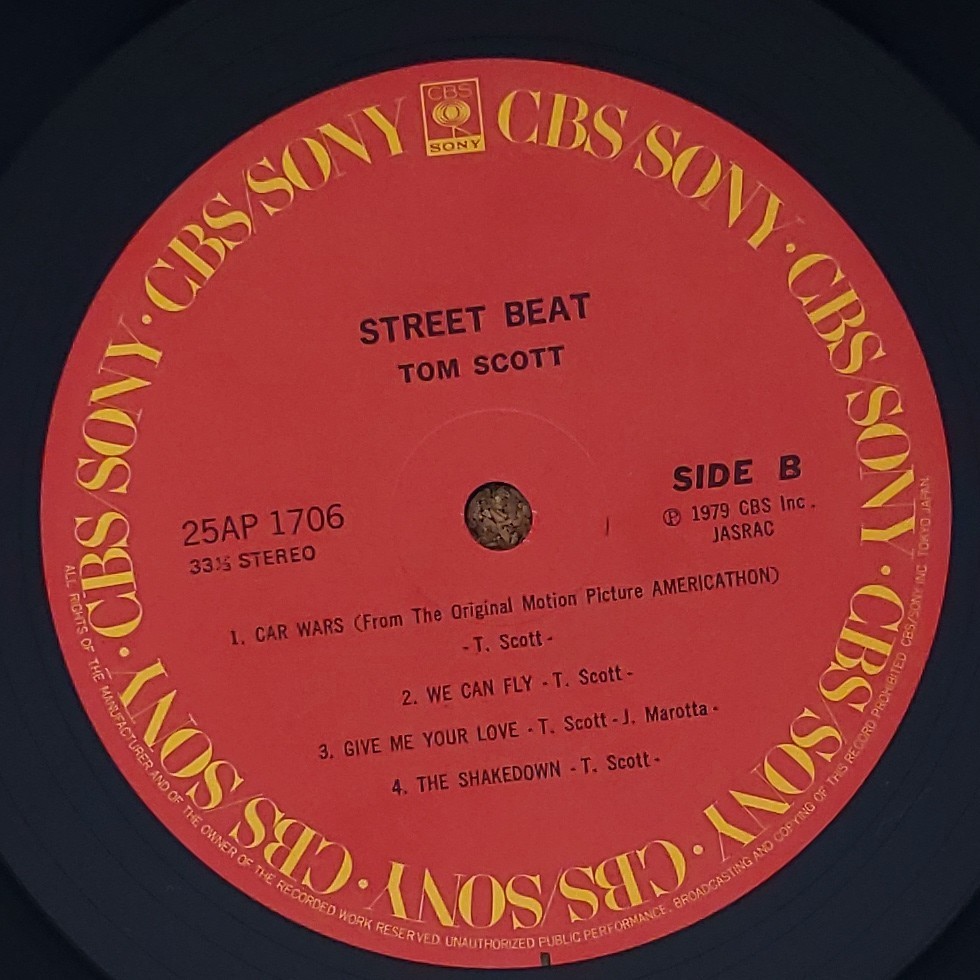 CBS
SONY
CBS/SONY · CBS/SONY · CBS/SONY · CBS/SONY · CBS/SONY · CBS/SONY · CBS/SONY · CBS/SONY
STREET BEAT
TOM SCOTT
SIDE B
℗ 1979 CBS Inc.
JASRAC
25AP 1706
33⅓ STEREO
1. CAR WARS (From The Original Motion Picture AMERICATHON)
- T. Scott -
2. WE CAN FLY - T. Scott -
3. GIVE ME YOUR LOVE - T. Scott - J. Marotta -
4. THE SHAKEDOWN - T. Scott -
ALL RIGHTS OF THE MANUFACTURER AND OF THE OWNER OF THE RECORDED WORK RESERVED. UNAUTHORIZED PUBLIC PERFORMANCE, BROADCASTING AND COPYING OF THIS RECORD PROHIBITED CBS/SONY INC. TOKYO JAPAN.